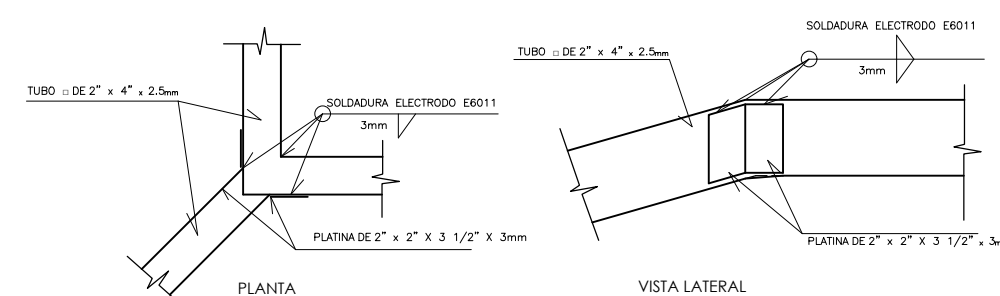 SOLDADURA ELECTRODO E6011
TUBO □ DE 2" x 4" x 2.5mm
3mm
TUBO □ DE 2" x 4" x 2.5mm
SOLDADURA ELECTRODO E6011
3mm
PLATINA DE 2" x 2" X 3 1/2" X 3mm
PLATINA DE 2" x 2" X 3 1/2" x 3m
PLANTA
VISTA LATERAL